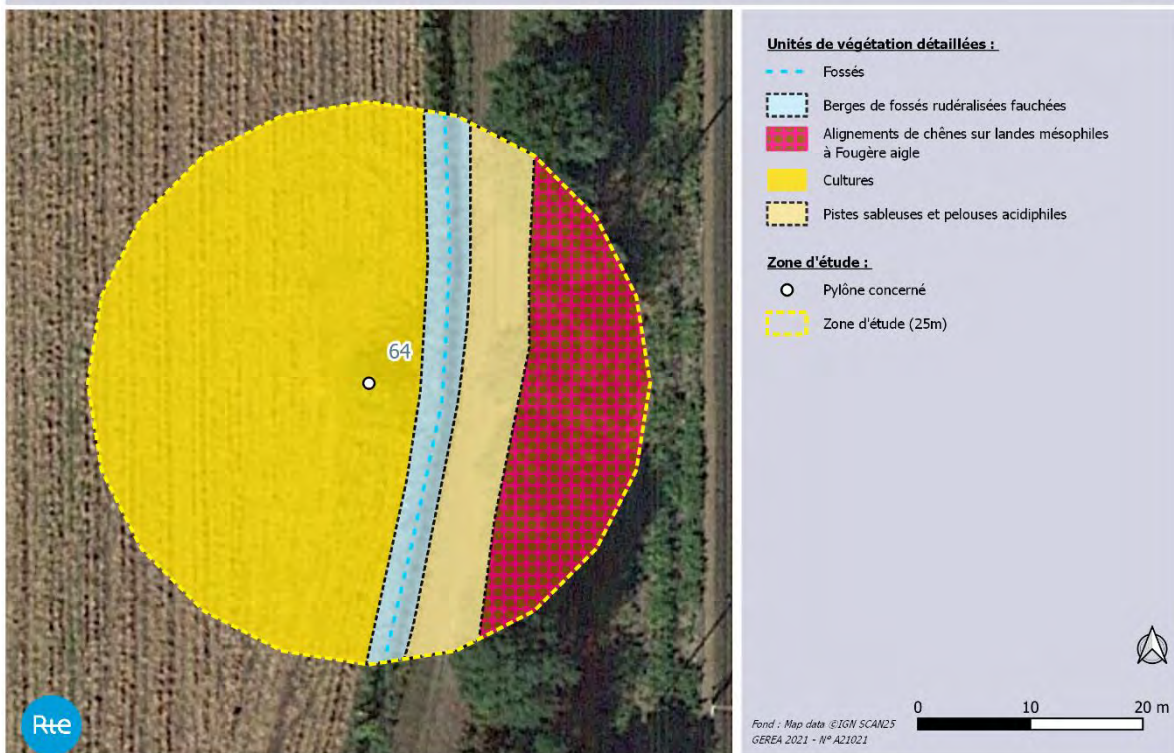 64
Rte
Unités de végétation détaillées :
Fossés
Berges de fossés rudéralisées fauchées
Alignements de chênes sur landes mésophiles
à Fougère aigle
Cultures
Pistes sableuses et pelouses acidiphiles
Zone d'étude :
Pylône concerné
Zone d'étude (25m)
0 10 20 m
Fond : Map data ©IGN SCAN25
GEREA 2021 - N° A21021